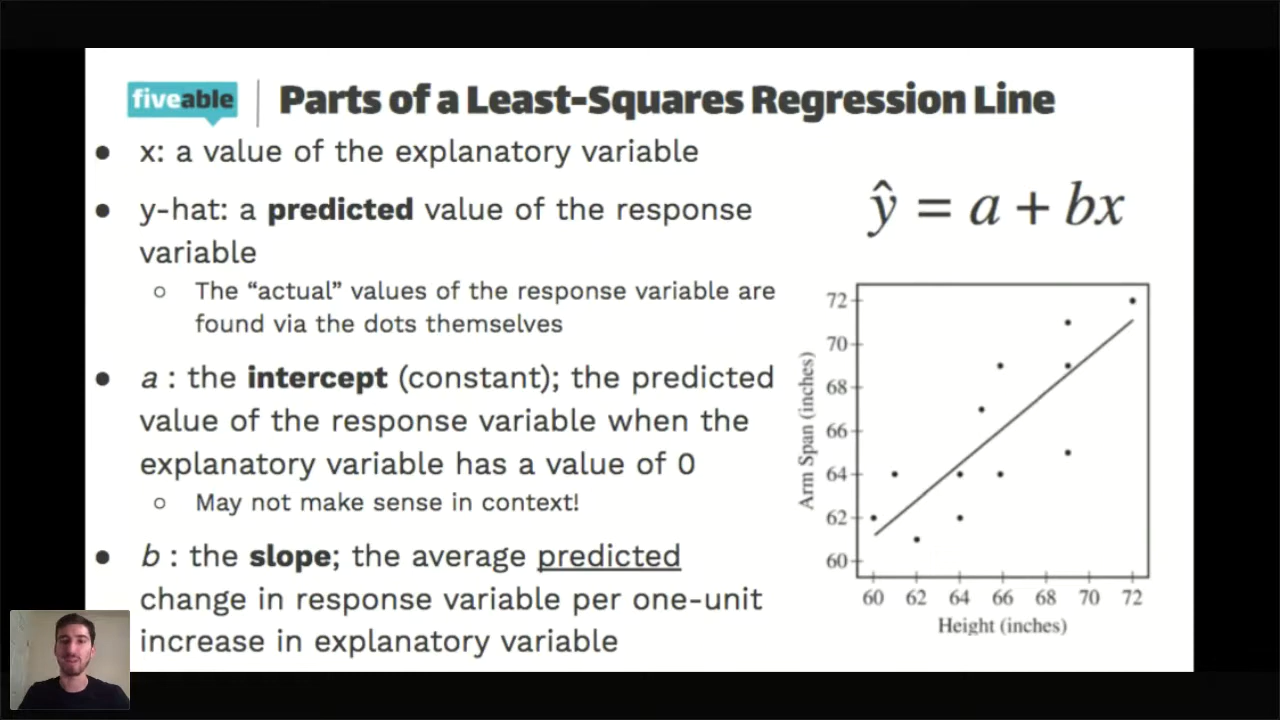 fiveable
Parts of a Least-Squares Regression Line
• x: a value of the explanatory variable
• y-hat: a predicted value of the response
variable
○ The “actual” values of the response variable are
found via the dots themselves
• a : the intercept (constant); the predicted
value of the response variable when the
explanatory variable has a value of 0
○ May not make sense in context!
• b : the slope; the average predicted
change in response variable per one-unit
increase in explanatory variable
ŷ = a + bx
72
70
68
66
64
62
60
Arm Span (inches)
60 62 64 66 68 70 72
Height (inches)